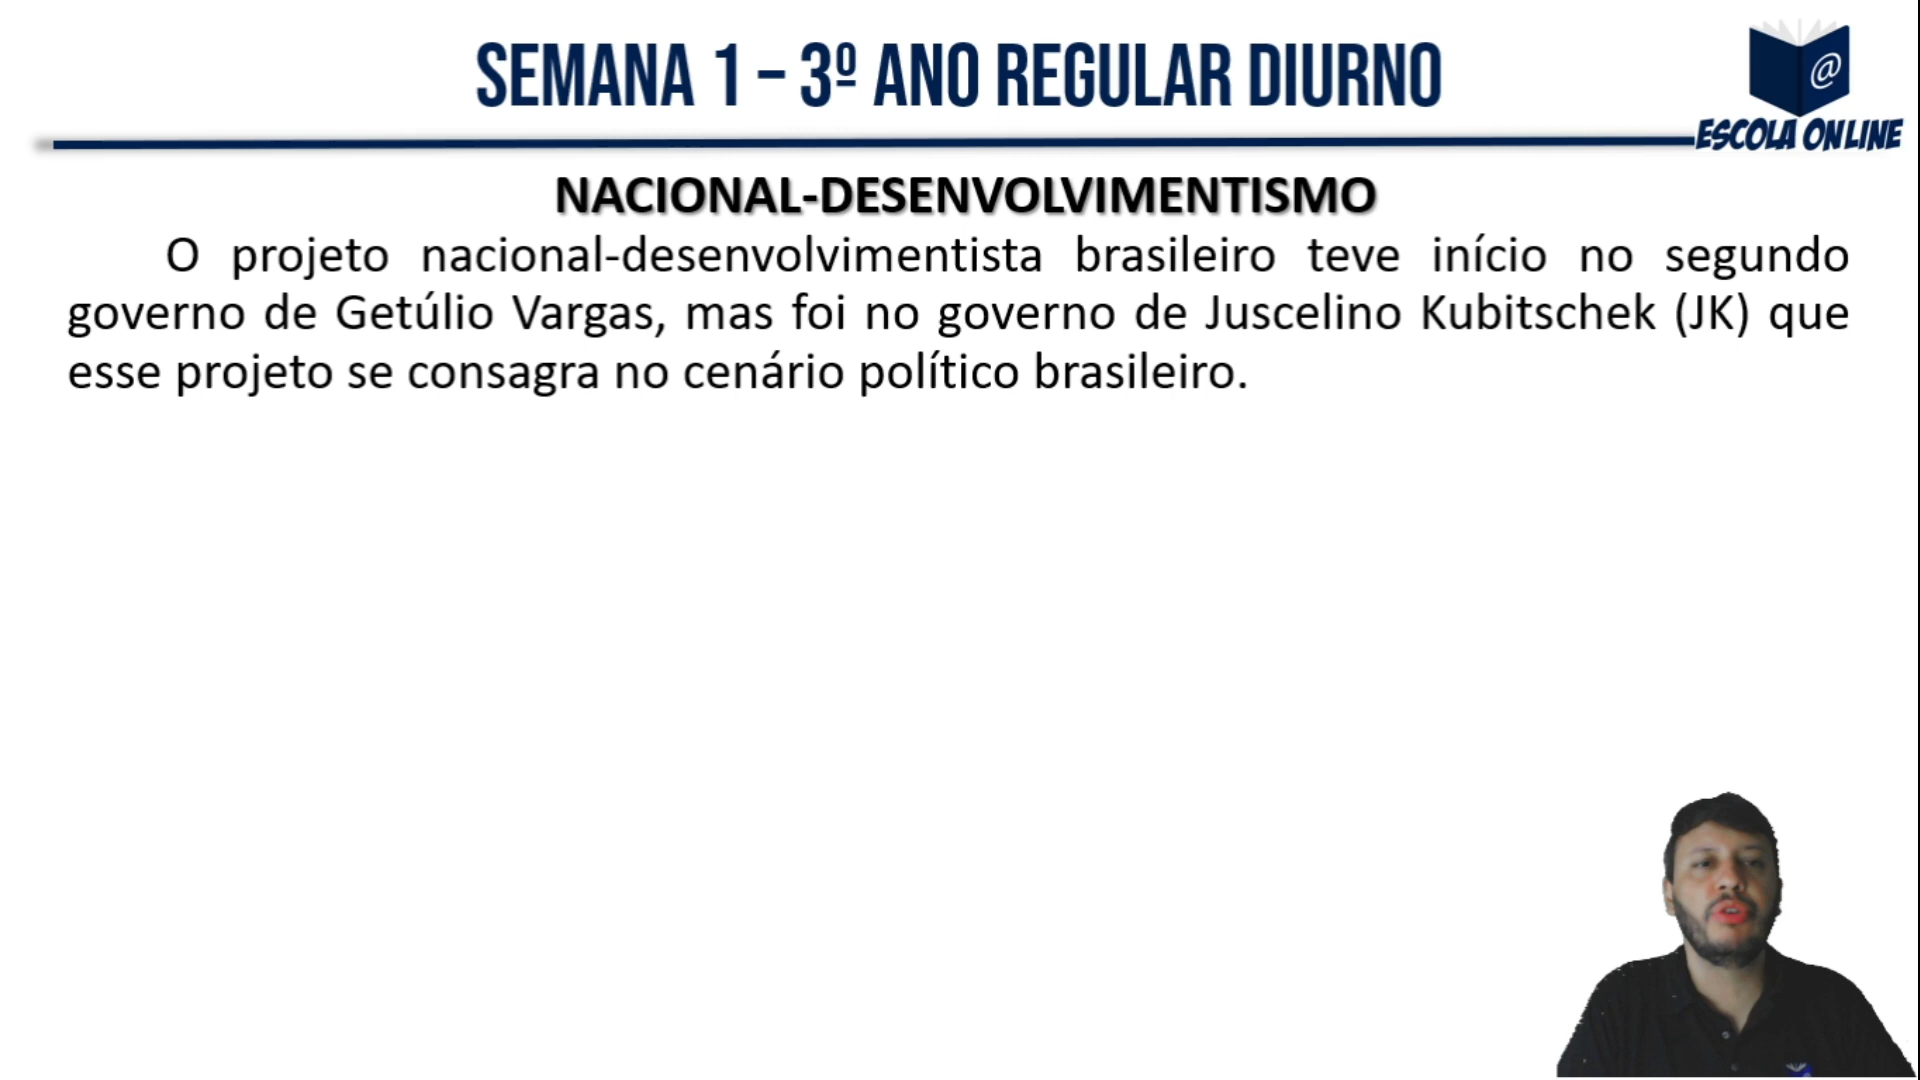 SEMANA 1 – 3º ANO REGULAR DIURNO
@
ESCOLA ONLINE
NACIONAL-DESENVOLVIMENTISMO
O projeto nacional-desenvolvimentista brasileiro teve início no segundo
governo de Getúlio Vargas, mas foi no governo de Juscelino Kubitschek (JK) que
esse projeto se consagra no cenário político brasileiro.